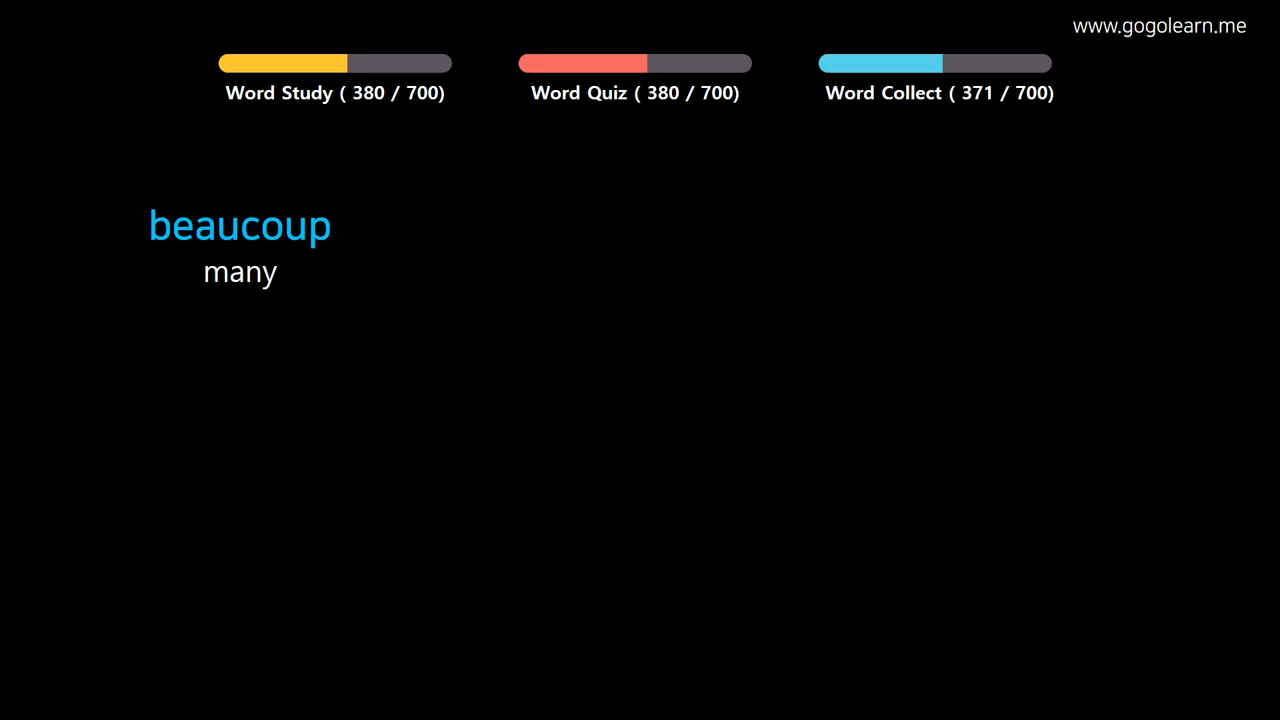 www.gogolearn.me
Word Study ( 380 / 700)
Word Quiz ( 380 / 700)
Word Collect ( 371 / 700)
beaucoup
many